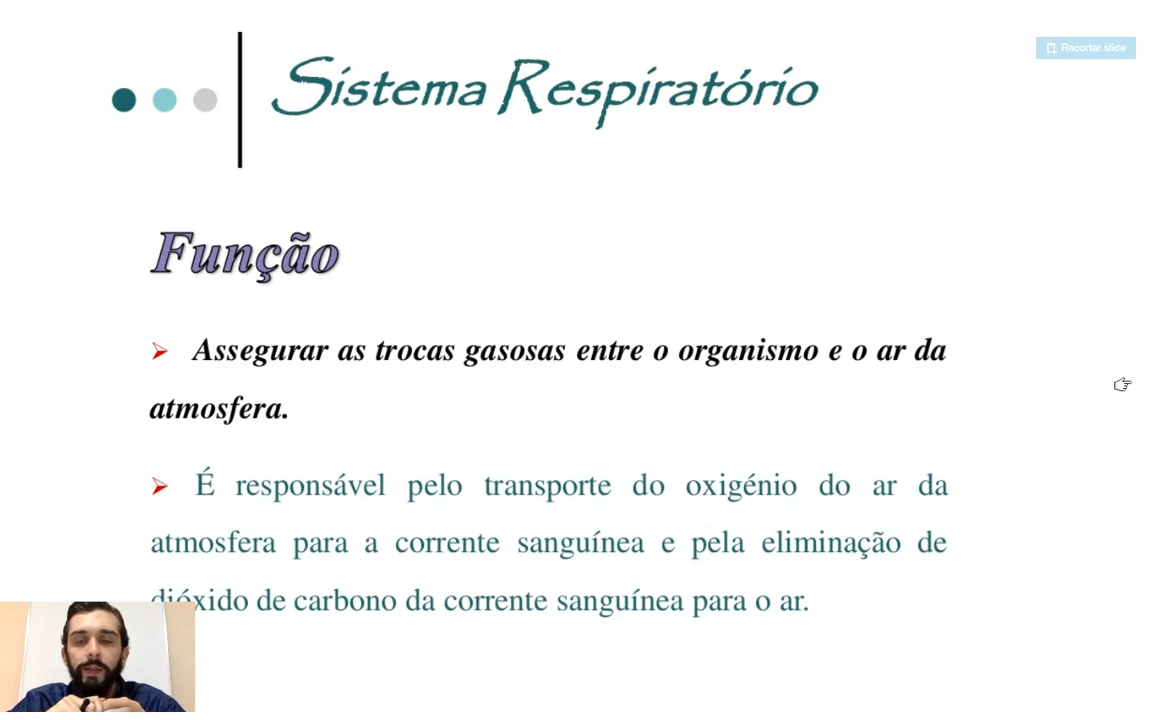 Recortar slide
Sistema Respiratório
Função
Assegurar as trocas gasosas entre o organismo e o ar da
atmosfera.
É responsável pelo transporte do oxigénio do ar da
atmosfera para a corrente sanguínea e pela eliminação de
dióxido de carbono da corrente sanguínea para o ar.